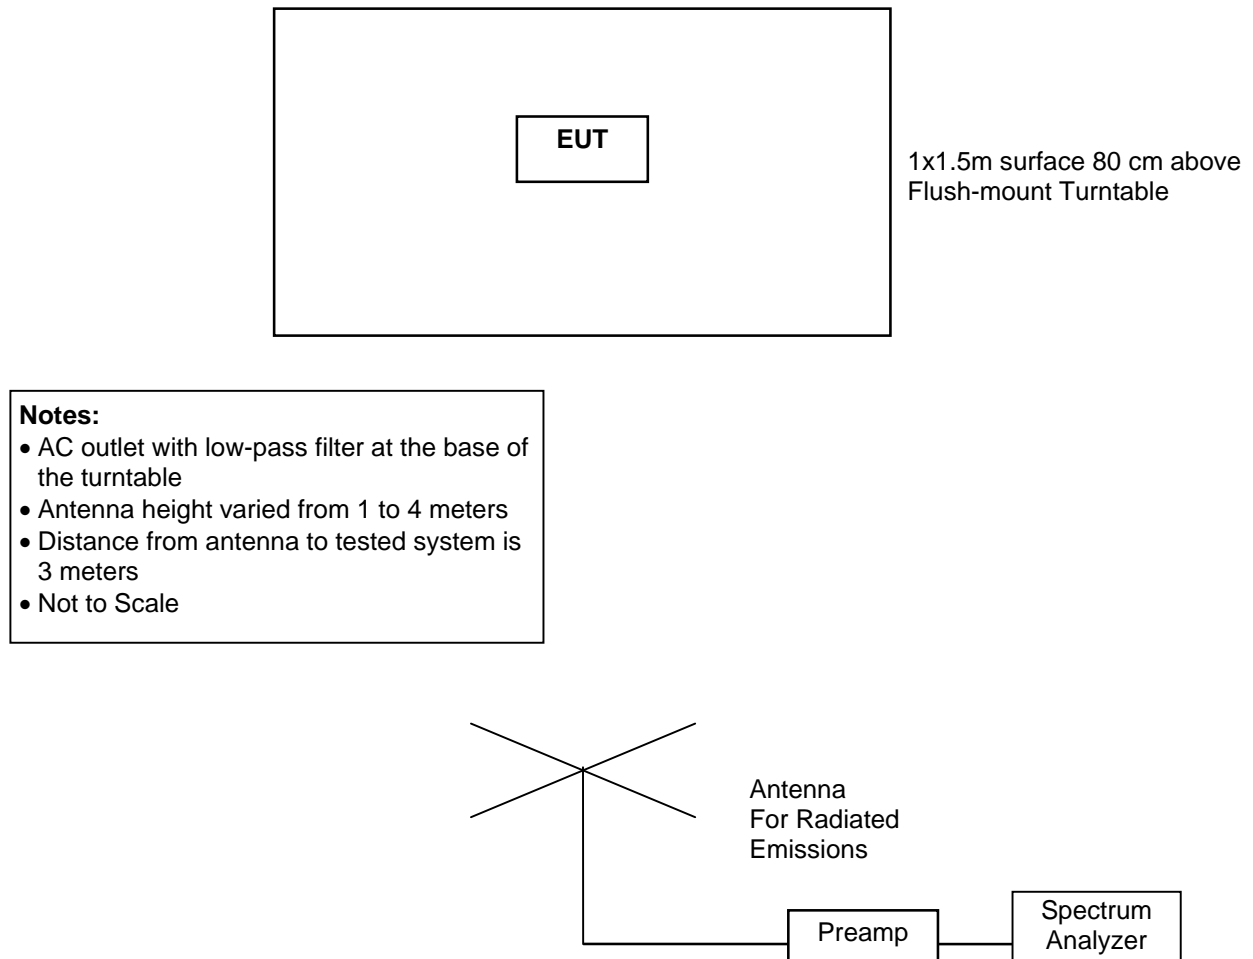 EUT
1x1.5m surface 80 cm above
Flush-mount Turntable
Notes:
• AC outlet with low-pass filter at the base of
the turntable
• Antenna height varied from 1 to 4 meters
• Distance from antenna to tested system is
3 meters
• Not to Scale
Antenna
For Radiated
Emissions
Preamp
Spectrum
Analyzer